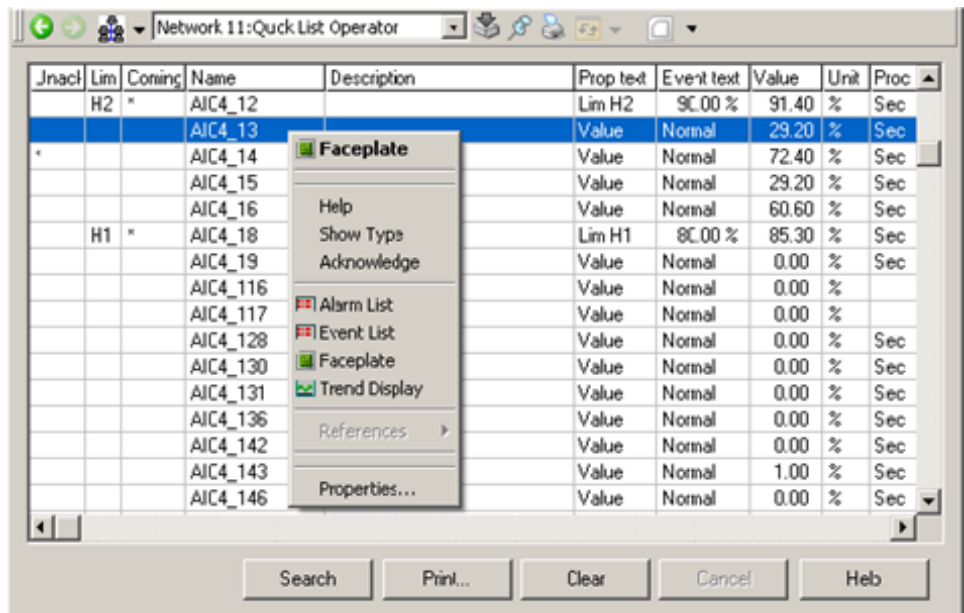 Network 11:Quck List Operator
Unack Lim Coming Name Description Prop text Event text Value Unit Proc
H2 * AIC4_12 Lim H2 90.00 % 91.40 % Sec
AIC4_13 Value Normal 29.20 % Sec
* AIC4_14 Value Normal 72.40 % Sec
AIC4_15 Value Normal 29.20 % Sec
AIC4_16 Value Normal 60.60 % Sec
H1 * AIC4_18 Lim H1 80.00 % 85.30 % Sec
AIC4_19 Value Normal 0.00 % Sec
AIC4_116 Value Normal 0.00 %
AIC4_117 Value Normal 0.00 %
AIC4_128 Value Normal 0.00 % Sec
AIC4_130 Value Normal 0.00 % Sec
AIC4_131 Value Normal 0.00 % Sec
AIC4_136 Value Normal 0.00 % Sec
AIC4_142 Value Normal 0.00 % Sec
AIC4_143 Value Normal 1.00 % Sec
AIC4_146 Value Normal 0.00 % Sec
Faceplate
Help
Show Type
Acknowledge
Alarm List
Event List
Faceplate
Trend Display
References
Properties...
Search Print... Clear Cancel Help